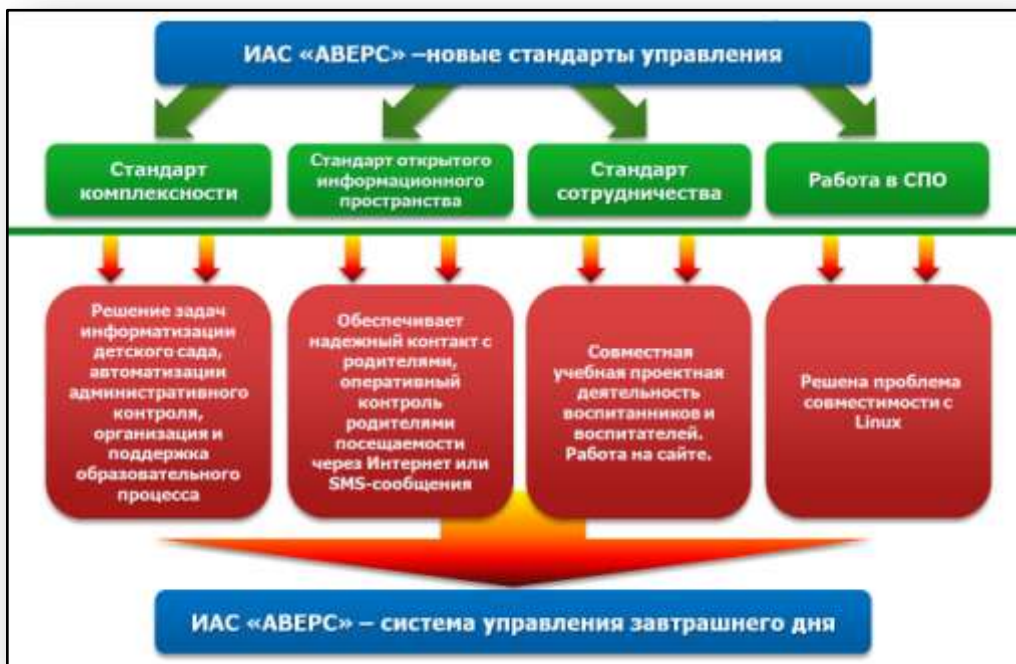 ИАС «АВЕРС» –новые стандарты управления
Стандарт
комплексности
Стандарт открытого
информационного
пространства
Стандарт
сотрудничества
Работа в СПО
Решение задач
информатизации
детского сада,
автоматизации
административного
контроля,
организация и
поддержка
образовательного
процесса
Обеспечивает
надежный контакт с
родителями,
оперативный
контроль
родителями
посещаемости
через Интернет или
SMS-сообщения
Совместная
учебная проектная
деятельность
воспитанников и
воспитателей.
Работа на сайте.
Решена проблема
совместимости с
Linux
ИАС «АВЕРС» – система управления завтрашнего дня